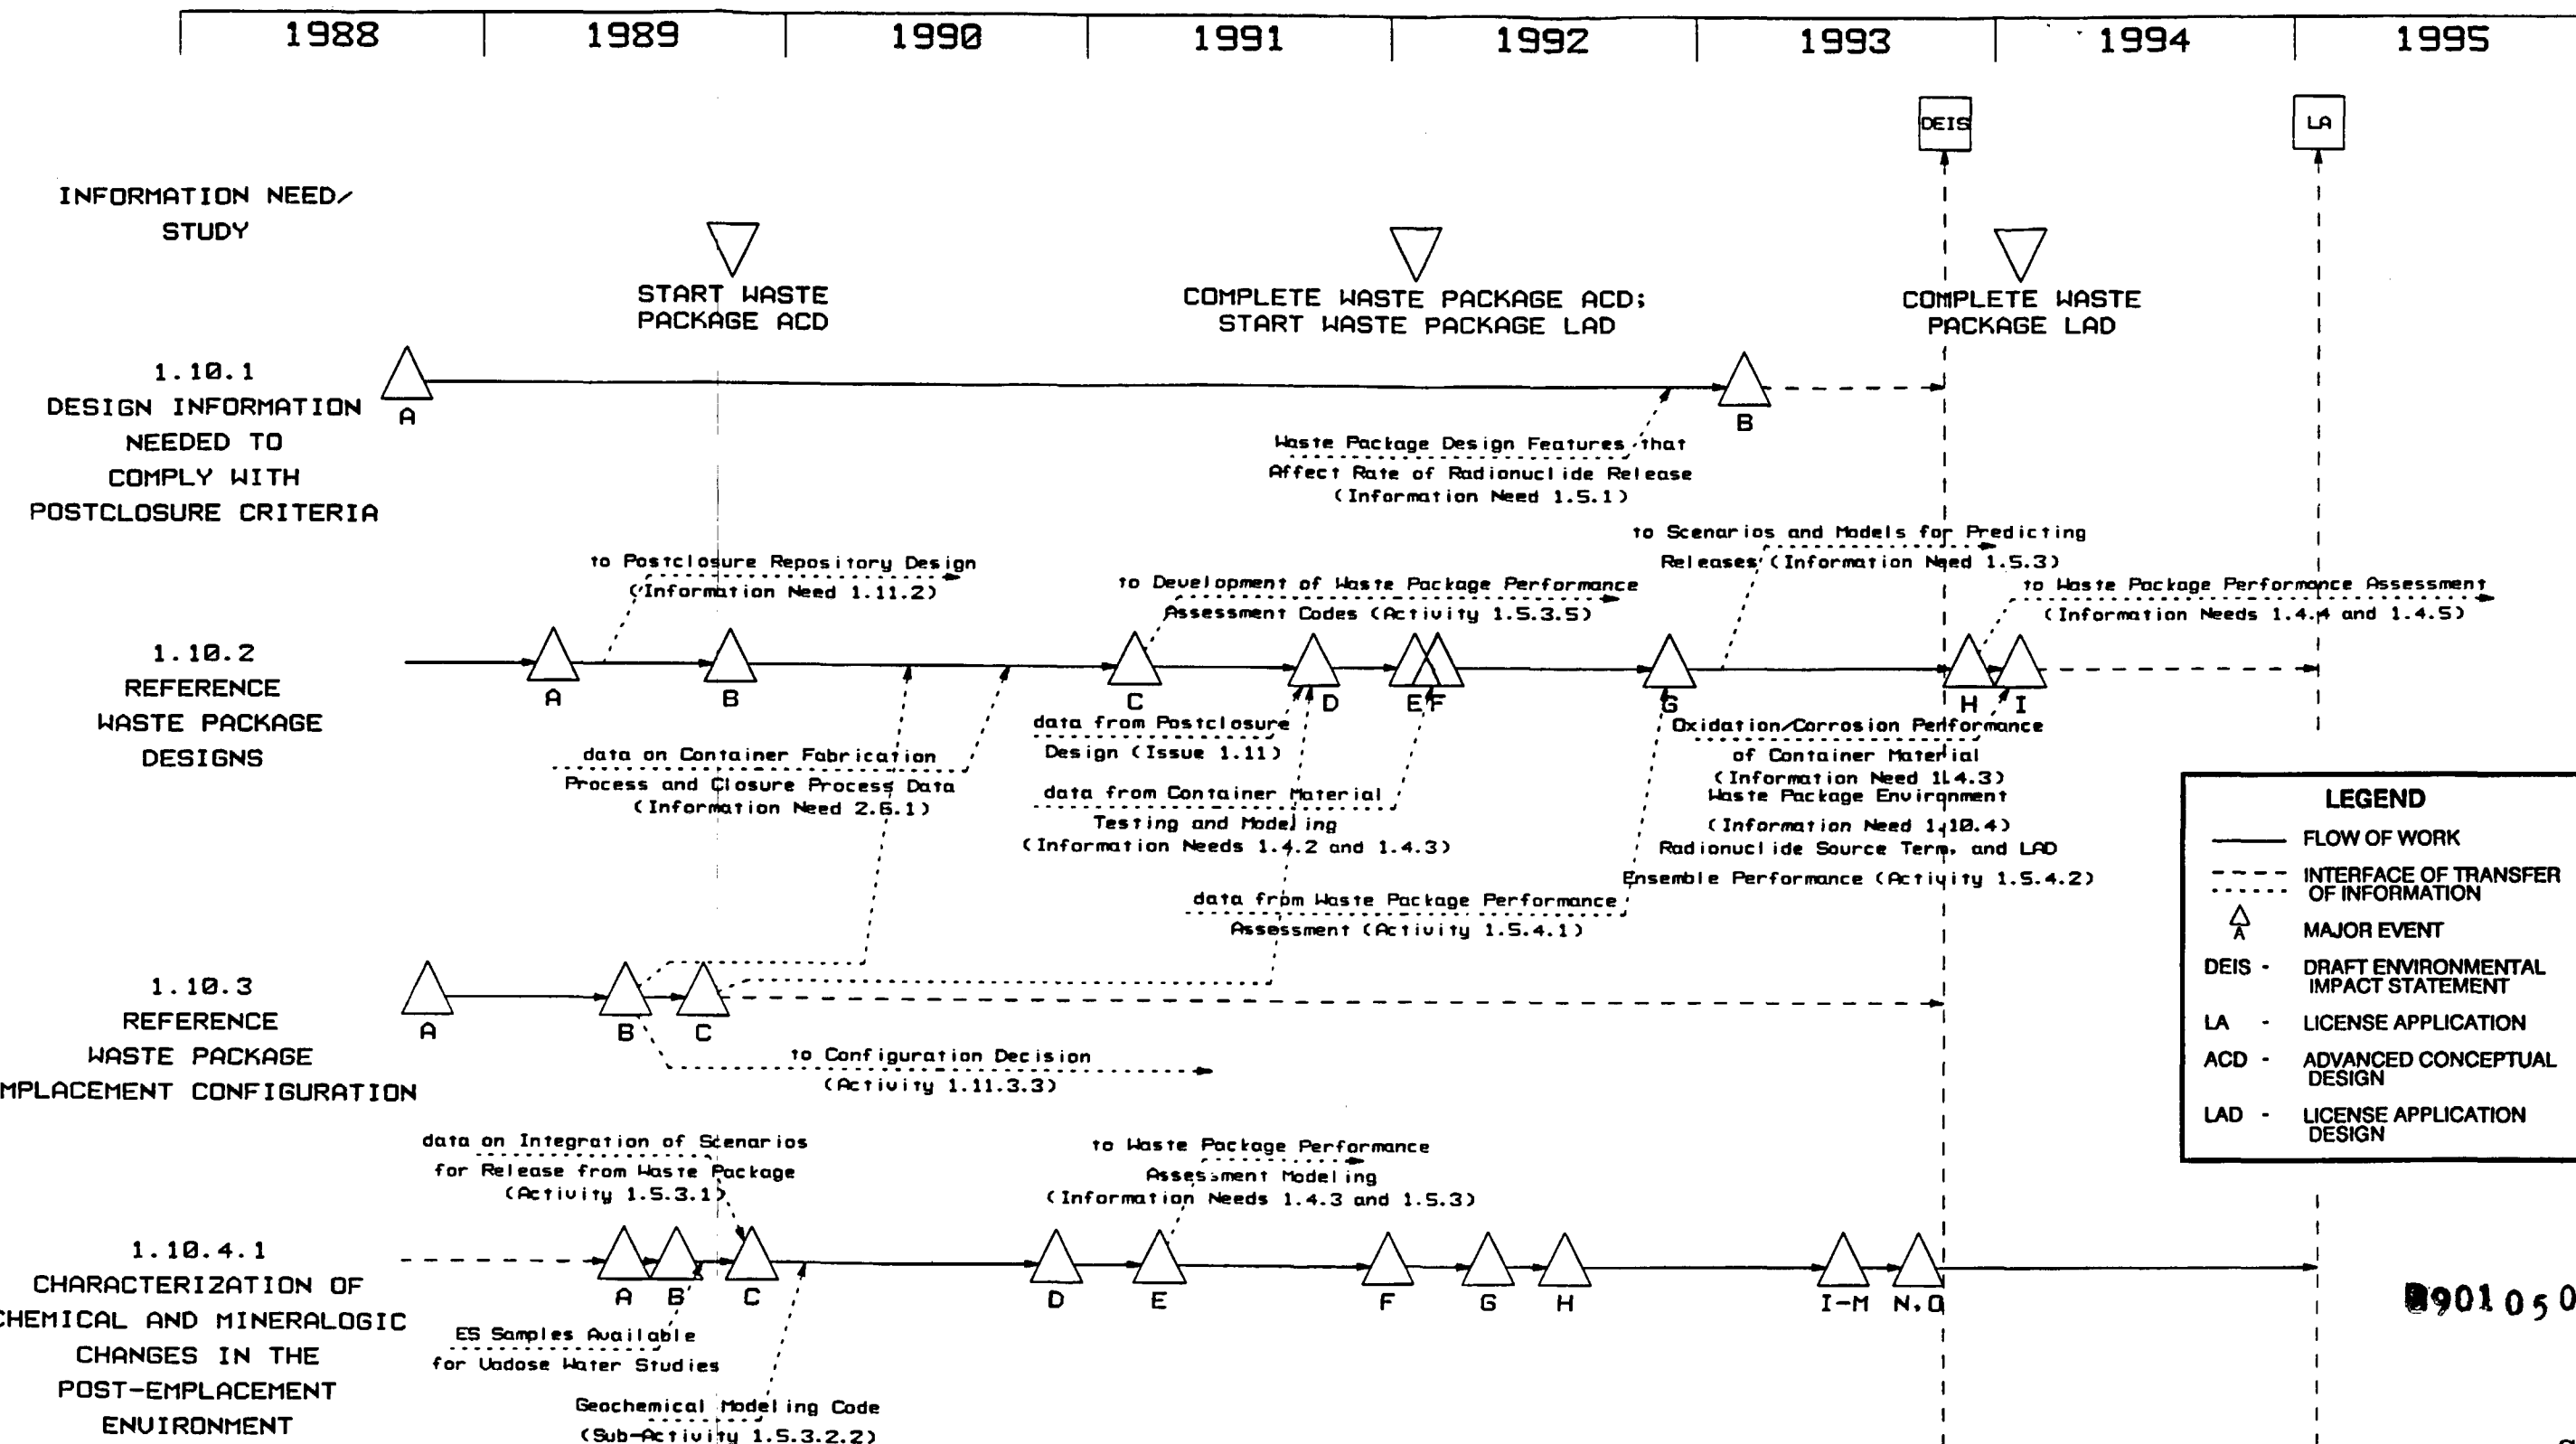 1988 1989 1990 1991 1992 1993 1994 1995
DEIS LA
INFORMATION NEED/
STUDY
START WASTE
PACKAGE ACD
COMPLETE WASTE PACKAGE ACD;
START WASTE PACKAGE LAD
COMPLETE WASTE
PACKAGE LAD
1.10.1
DESIGN INFORMATION
NEEDED TO
COMPLY WITH
POSTCLOSURE CRITERIA
A
B
Waste Package Design Features that
Affect Rate of Radionuclide Release
(Information Need 1.5.1)
to Postclosure Repository Design
(Information Need 1.11.2)
to Development of Waste Package Performance
Assessment Codes (Activity 1.5.3.5)
to Scenarios and Models for Predicting
Releases (Information Need 1.5.3)
to Waste Package Performance Assessment
(Information Needs 1.4.4 and 1.4.5)
1.10.2
REFERENCE
WASTE PACKAGE
DESIGNS
A B C D E F G H I
data on Container Fabrication
Process and Closure Process Data
(Information Need 2.6.1)
data from Postclosure
Design (Issue 1.11)
data from Container Material
Testing and Modeling
(Information Needs 1.4.2 and 1.4.3)
data from Waste Package Performance
Assessment (Activity 1.5.4.1)
Oxidation/Corrosion Performance
of Container Material
(Information Need 1.4.3)
Waste Package Environment
(Information Need 1.10.4)
Radionuclide Source Term, and LAD
Ensemble Performance (Activity 1.5.4.2)
LEGEND
FLOW OF WORK
INTERFACE OF TRANSFER
OF INFORMATION
A MAJOR EVENT
DEIS - DRAFT ENVIRONMENTAL
IMPACT STATEMENT
LA - LICENSE APPLICATION
ACD - ADVANCED CONCEPTUAL
DESIGN
LAD - LICENSE APPLICATION
DESIGN
1.10.3
REFERENCE
WASTE PACKAGE
MPLACEMENT CONFIGURATION
A B C
to Configuration Decision
(Activity 1.11.3.3)
data on Integration of Scenarios
for Release from Waste Package
(Activity 1.5.3.1)
to Waste Package Performance
Assessment Modeling
(Information Needs 1.4.3 and 1.5.3)
1.10.4.1
CHARACTERIZATION OF
CHEMICAL AND MINERALOGIC
CHANGES IN THE
POST-EMPLACEMENT
ENVIRONMENT
A B C D E F G H I-M N,O
ES Samples Available
for Vadose Water Studies
Geochemical Modeling Code
(Sub-Activity 1.5.3.2.2)
901050